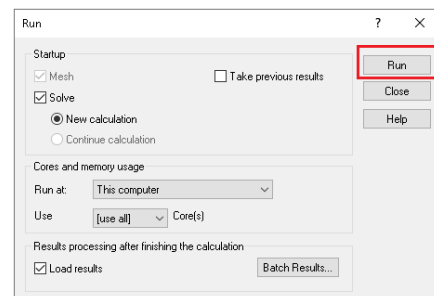 Run
? ×
Startup
Mesh
Take previous results
Run
Solve
Close
New calculation
Help
Continue calculation
Cores and memory usage
Run at: This computer
Use [use all] Core(s)
Results processing after finishing the calculation
Load results
Batch Results...